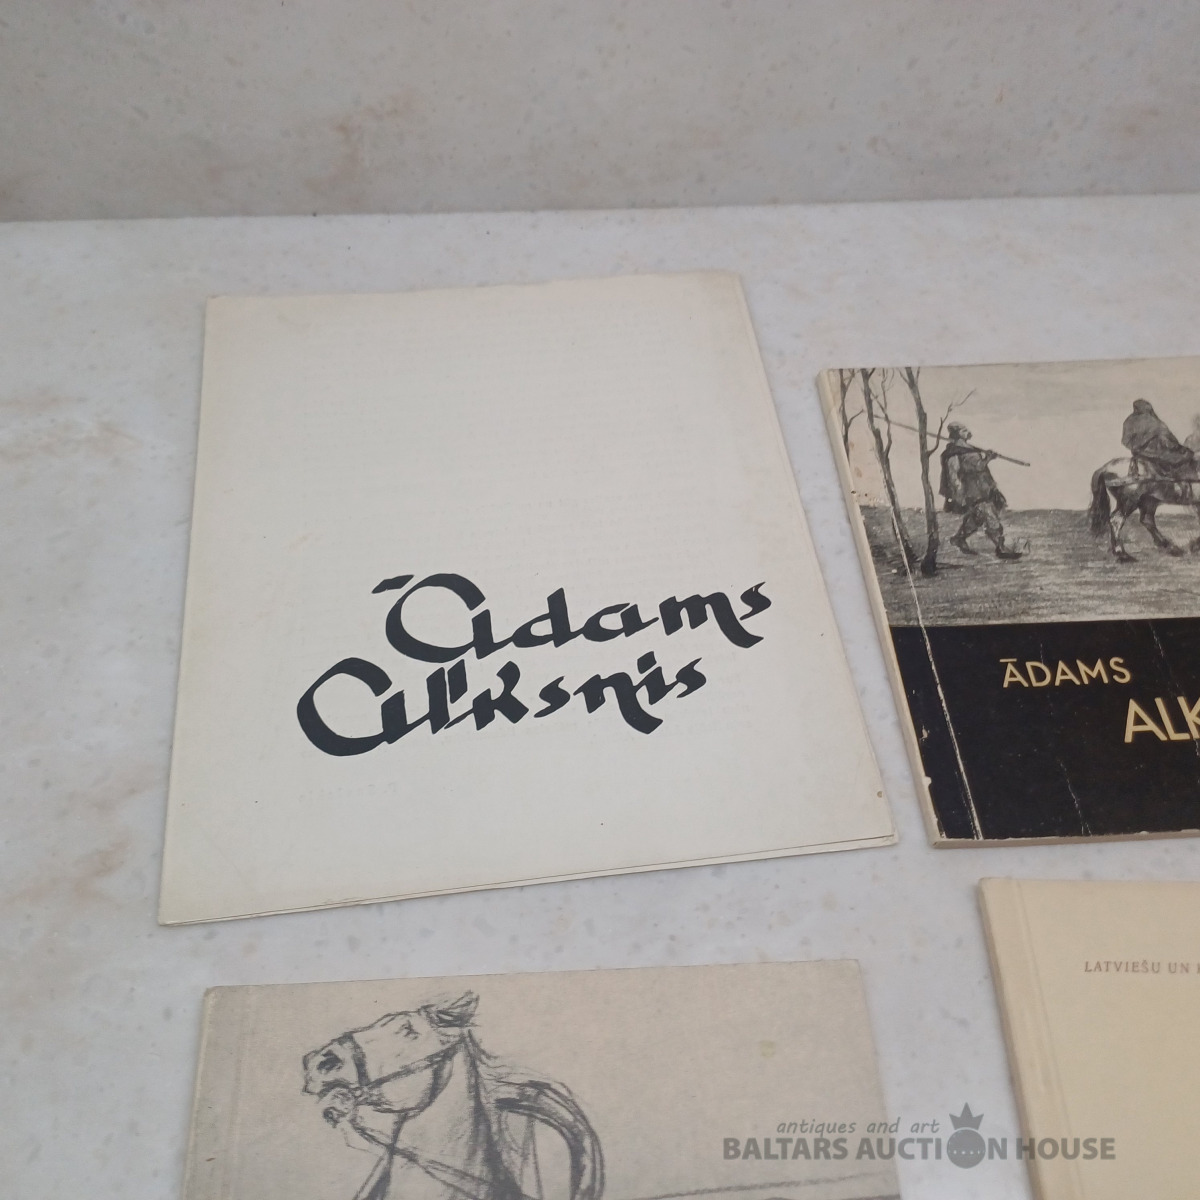 Ādams
Alksnis
ĀDAMS
ALK
LATVIEŠU UN
antiques and art
BALTARS AUCTION HOUSE